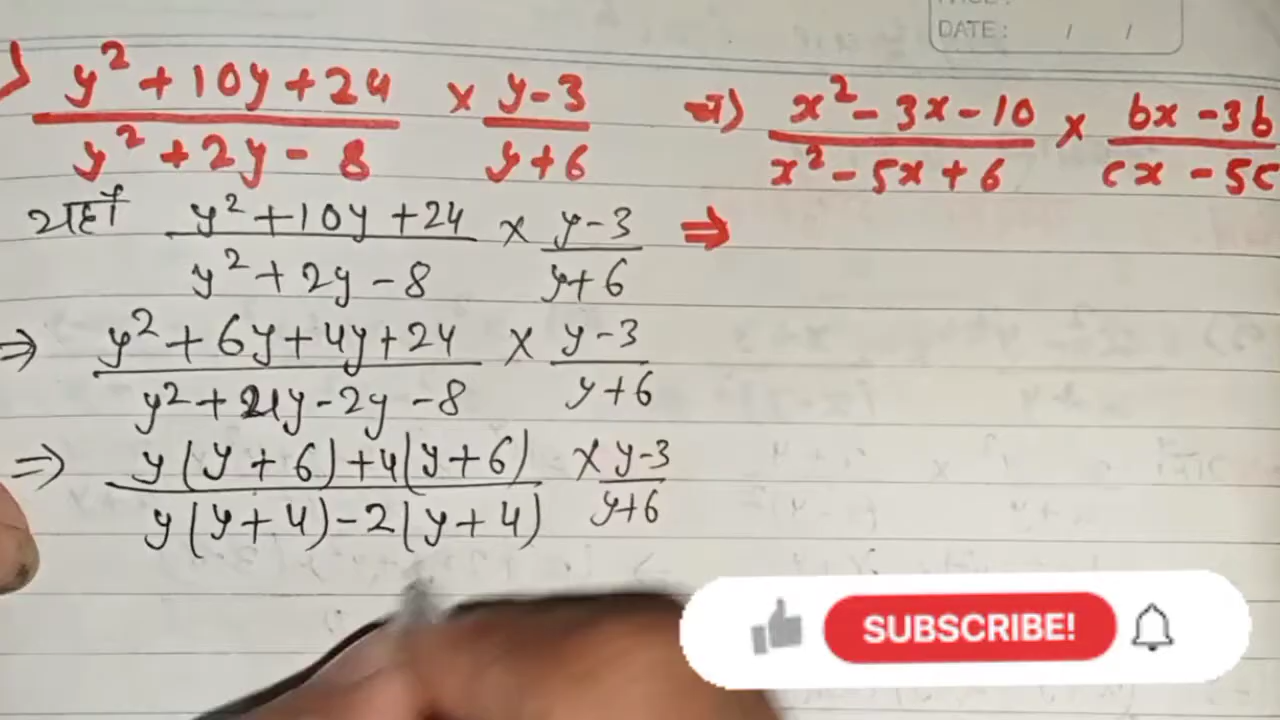 DATE: / /
(y² + 10y + 24)/(y² + 2y - 8) × (y - 3)/(y + 6)
यहाँ (y² + 10y + 24)/(y² + 2y - 8) × (y - 3)/(y + 6)
⇒ (y² + 6y + 4y + 24)/(y² + 4y - 2y - 8) × (y - 3)/(y + 6)
⇒ (y(y + 6) + 4(y + 6))/(y(y + 4) - 2(y + 4)) × (y - 3)/(y + 6)
(x² - 3x - 10)/(x² - 5x + 6) × (bx - 3b)/(cx - 5c)
⇒
SUBSCRIBE!